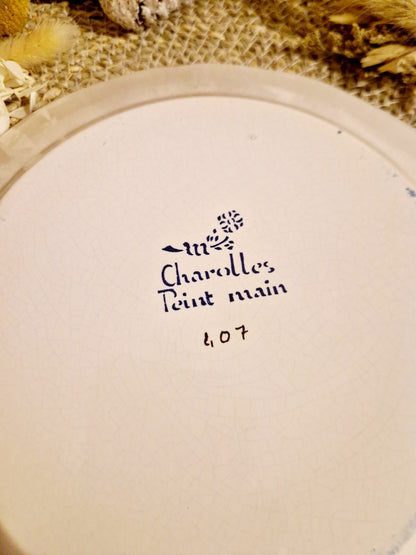 Charolles
Peint main
407